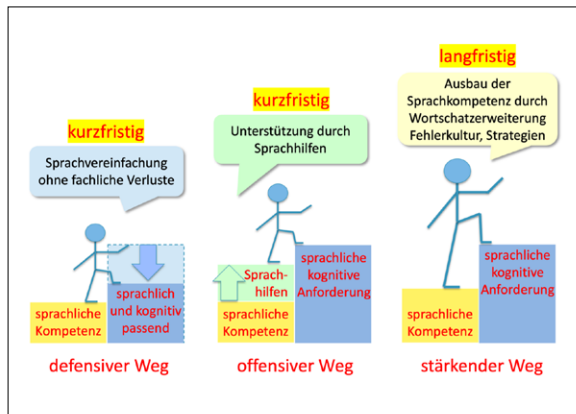 kurzfristig
Sprachvereinfachung
ohne fachliche Verluste
sprachliche
Kompetenz
sprachlich
und kognitiv
passend
defensiver Weg
kurzfristig
Unterstützung durch
Sprachhilfen
Sprach-
hilfen
sprachliche
Kompetenz
sprachliche
kognitive
Anforderung
offensiver Weg
langfristig
Ausbau der
Sprachkompetenz durch
Wortschatzerweiterung
Fehlerkultur, Strategien
sprachliche
Kompetenz
sprachliche
kognitive
Anforderung
stärkender Weg